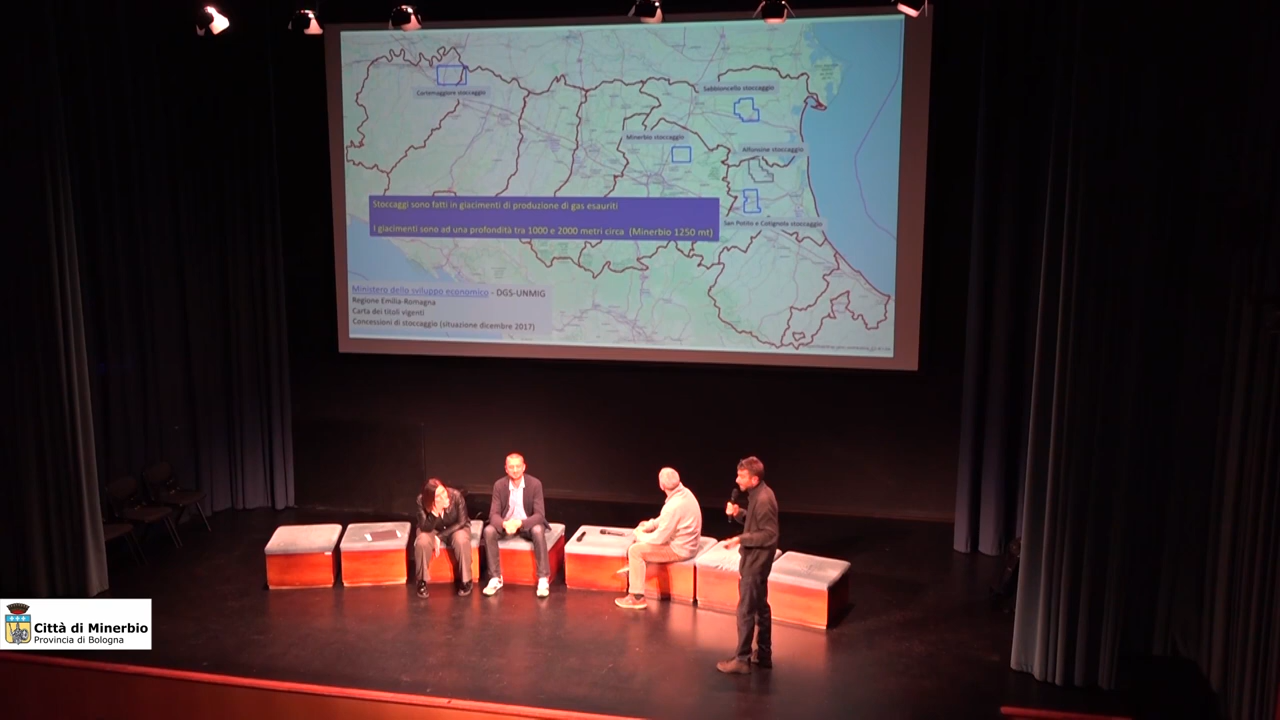 Cortemaggiore stoccaggio
Sabbioncello stoccaggio
Minerbio stoccaggio
Alfonsine stoccaggio
Stoccaggi sono fatti in giacimenti di produzione di gas esauriti
I giacimenti sono ad una profondità tra 1000 e 2000 metri circa (Minerbio 1250 mt)
San Potito e Cotignola stoccaggio
Ministero dello sviluppo economico - DGS-UNMIG
Regione Emilia-Romagna
Carta dei titoli vigenti
Concessioni di stoccaggio (situazione dicembre 2017)
Città di Minerbio
Provincia di Bologna